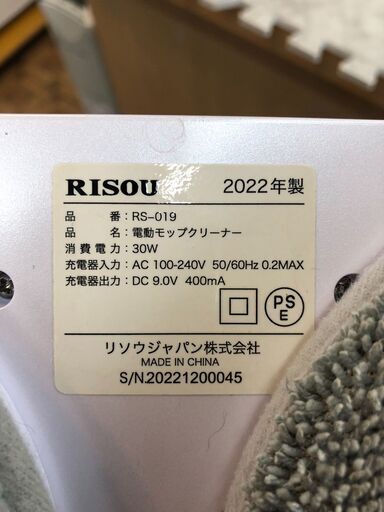 RISOU 2022年製
品 番: RS-019
品 名: 電動モップクリーナー
消費電力: 30W
充電器入力: AC 100-240V 50/60Hz 0.2MAX
充電器出力: DC 9.0V 400mA
PS
E
リソウジャパン株式会社
MADE IN CHINA
S/N.20221200045